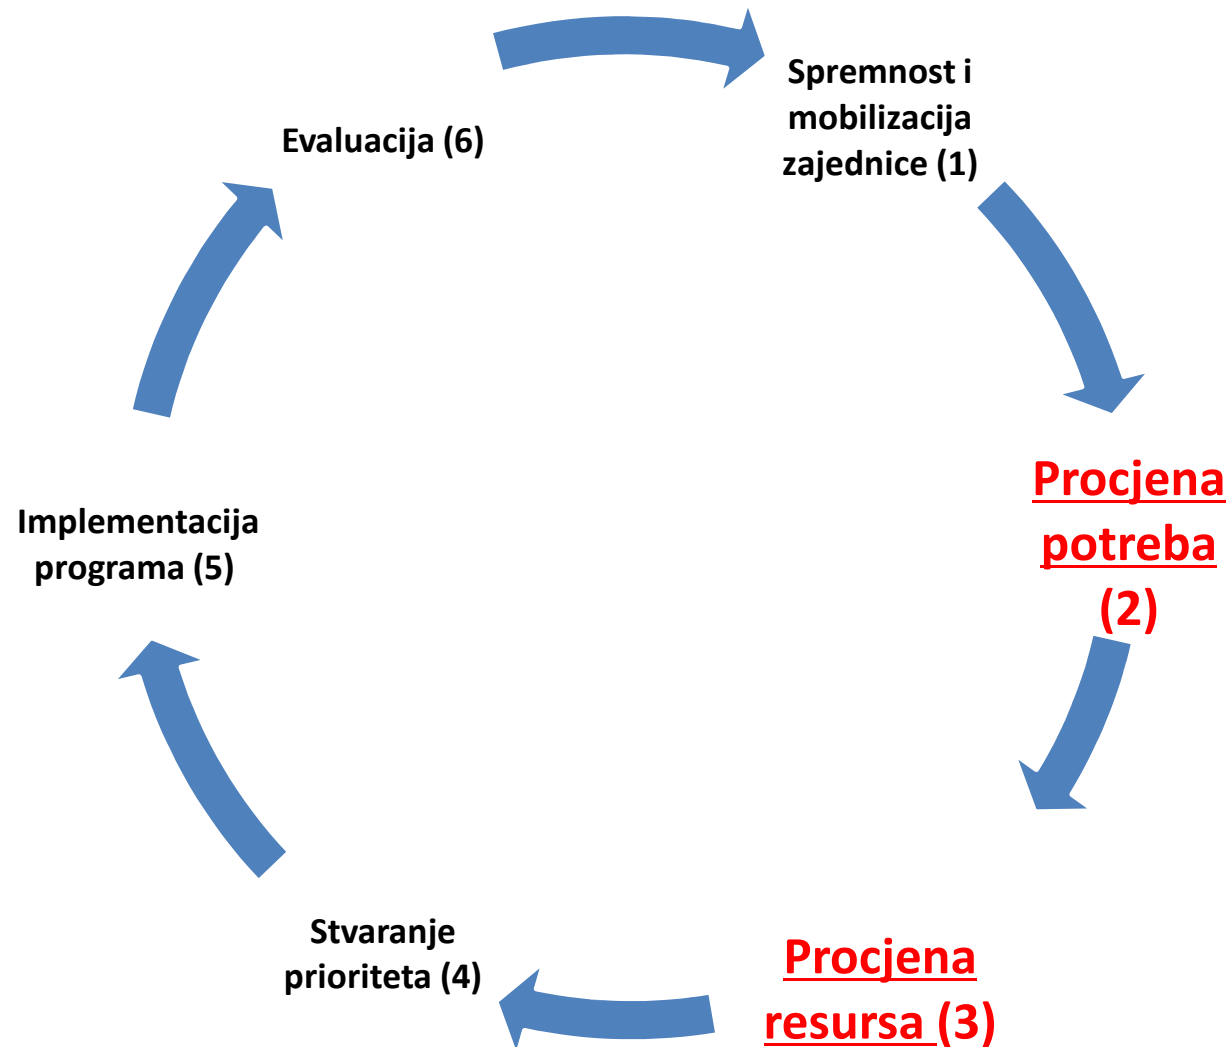 Spremnost i
mobilizacija
zajednice (1)
Procjena
potreba
(2)
Procjena
resursa (3)
Stvaranje
prioriteta (4)
Implementacija
programa (5)
Evaluacija (6)